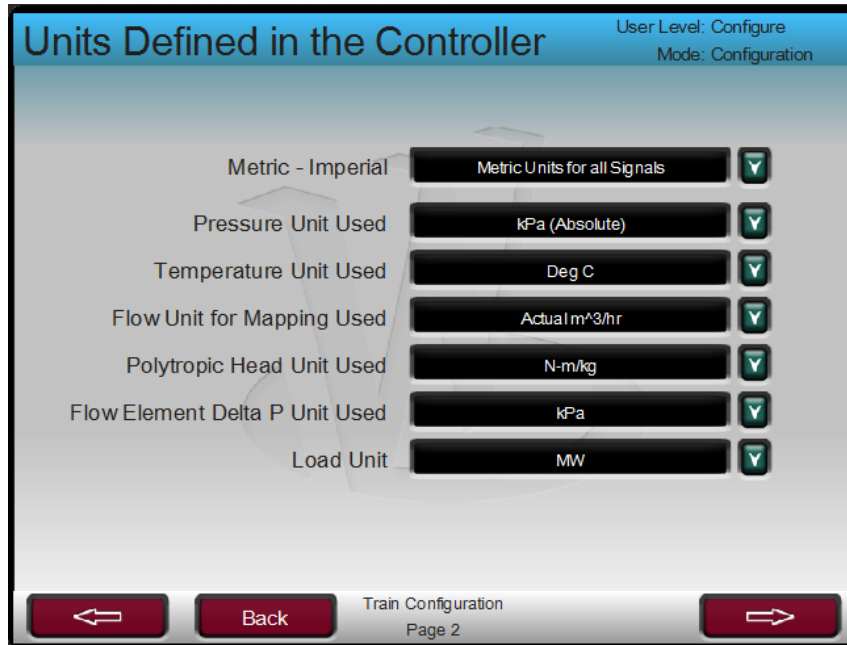 Units Defined in the Controller
User Level: Configure
Mode: Configuration
Metric - Imperial Metric Units for all Signals
Pressure Unit Used kPa (Absolute)
Temperature Unit Used Deg C
Flow Unit for Mapping Used Actual m^3/hr
Polytropic Head Unit Used N-m/kg
Flow Element Delta P Unit Used kPa
Load Unit MW
Back
Train Configuration
Page 2